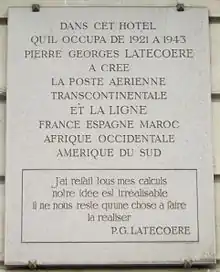 DANS CET HOTEL
QU'IL OCCUPA DE 1921 A 1943
PIERRE GEORGES LATECOERE
A CREE
LA POSTE AERIENNE
TRANSCONTINENTALE
ET LA LIGNE
FRANCE ESPAGNE MAROC
AFRIQUE OCCIDENTALE
AMERIQUE DU SUD
J'ai refait tous mes calculs
notre idée est irréalisable
il ne nous reste qu'une chose à faire
la réaliser
P.G. LATECOERE